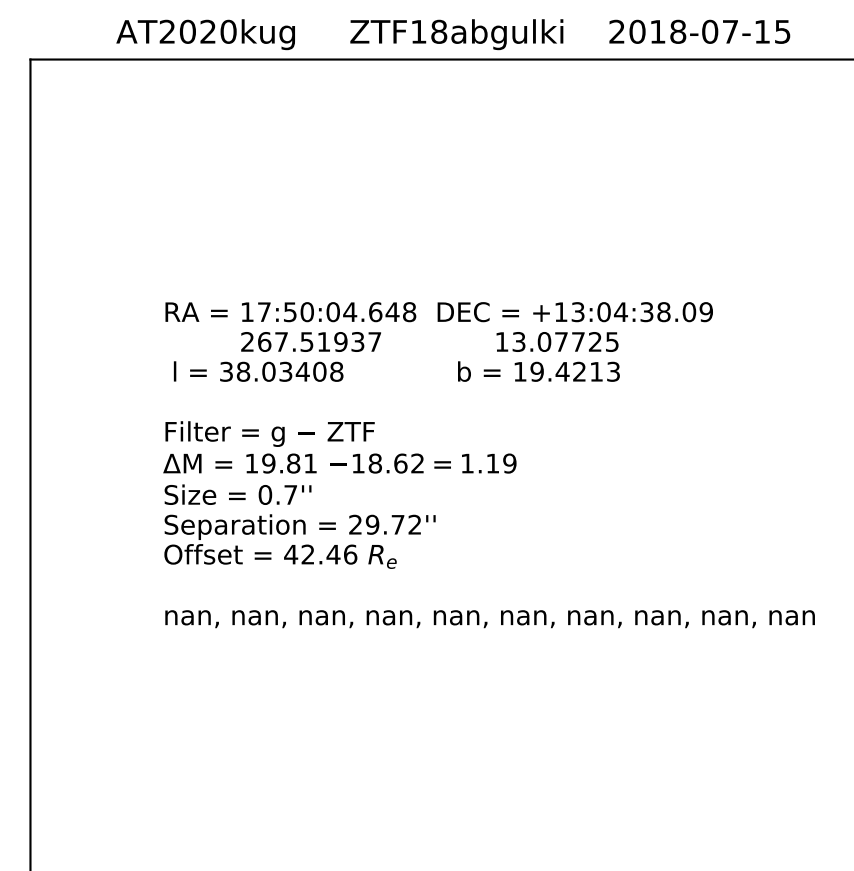 AT2020kug ZTF18abgulki 2018-07-15
RA = 17:50:04.648 DEC = +13:04:38.09
267.51937 13.07725
l = 38.03408 b = 19.4213
Filter = g − ZTF
ΔM = 19.81 −18.62 = 1.19
Size = 0.7''
Separation = 29.72''
Offset = 42.46 Re
nan, nan, nan, nan, nan, nan, nan, nan, nan, nan